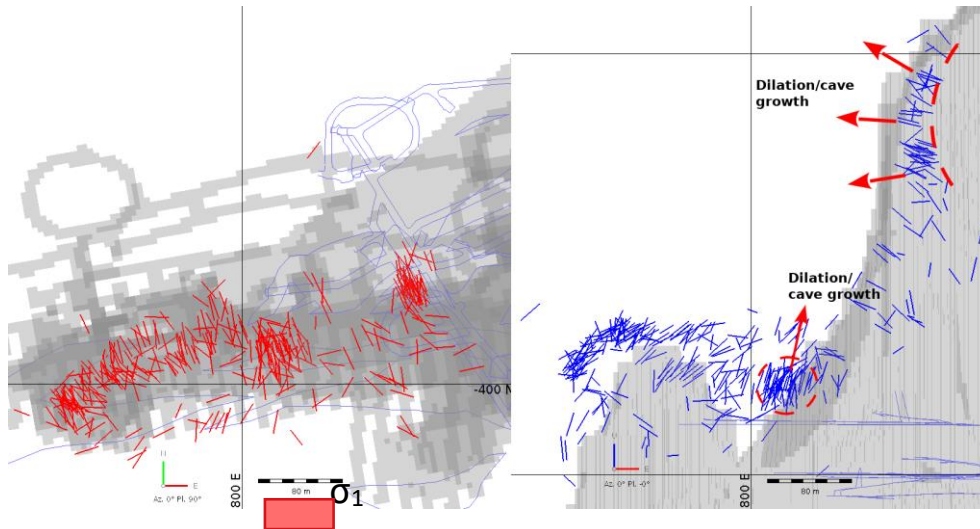 -400 N
N
E
Az. 0° Pl. 90°
800 E
80 m
σ1
Dilation/cave
growth
Dilation/
cave growth
U
E
Az. 0° Pl. -0°
800 E
80 m